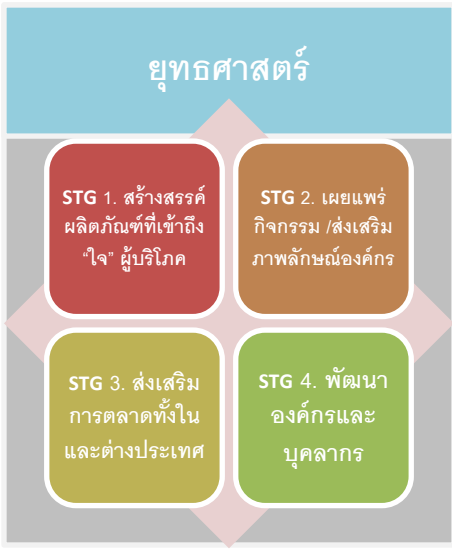 ยุทธศาสตร์
STG 1. สร้างสรรค์
ผลิตภัณฑ์ที่เข้าถึง
“ใจ” ผู้บริโภค
STG 2. เผยแพร่
กิจกรรม /ส่งเสริม
ภาพลักษณ์องค์กร
STG 3. ส่งเสริม
การตลาดทั้งใน
และต่างประเทศ
STG 4. พัฒนา
องค์กรและ
บุคลากร